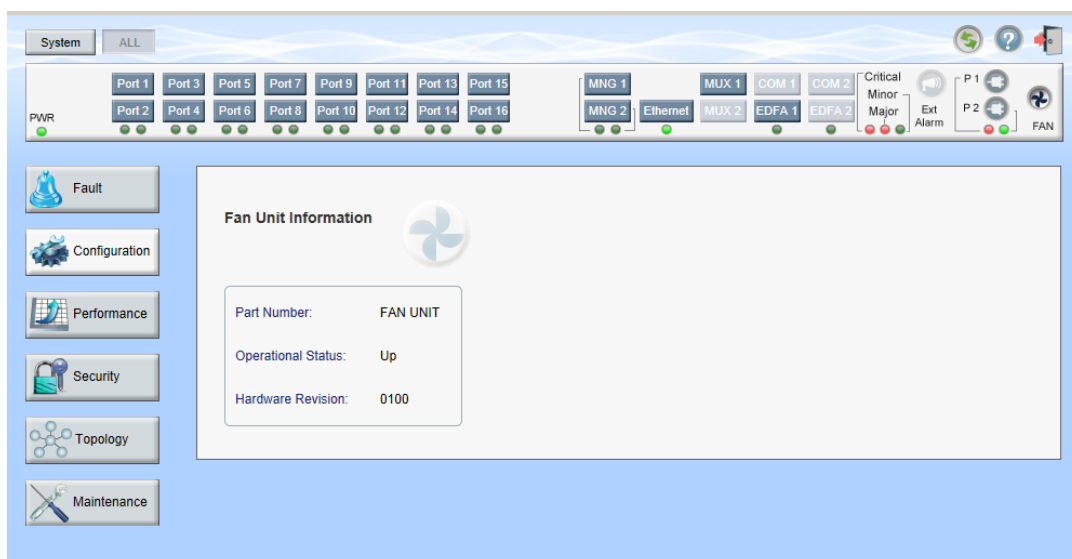 System ALL
Port 1 Port 3 Port 5 Port 7 Port 9 Port 11 Port 13 Port 15 MNG 1 MUX 1 COM 1 COM 2 Critical P 1
Minor
Port 2 Port 4 Port 6 Port 8 Port 10 Port 12 Port 14 Port 16 MNG 2 Ethernet MUX 2 EDFA 1 EDFA 2 Major Ext P 2
PWR Alarm FAN
Fault
Fan Unit Information
Configuration
Part Number: FAN UNIT
Performance
Operational Status: Up
Security
Hardware Revision: 0100
Topology
Maintenance